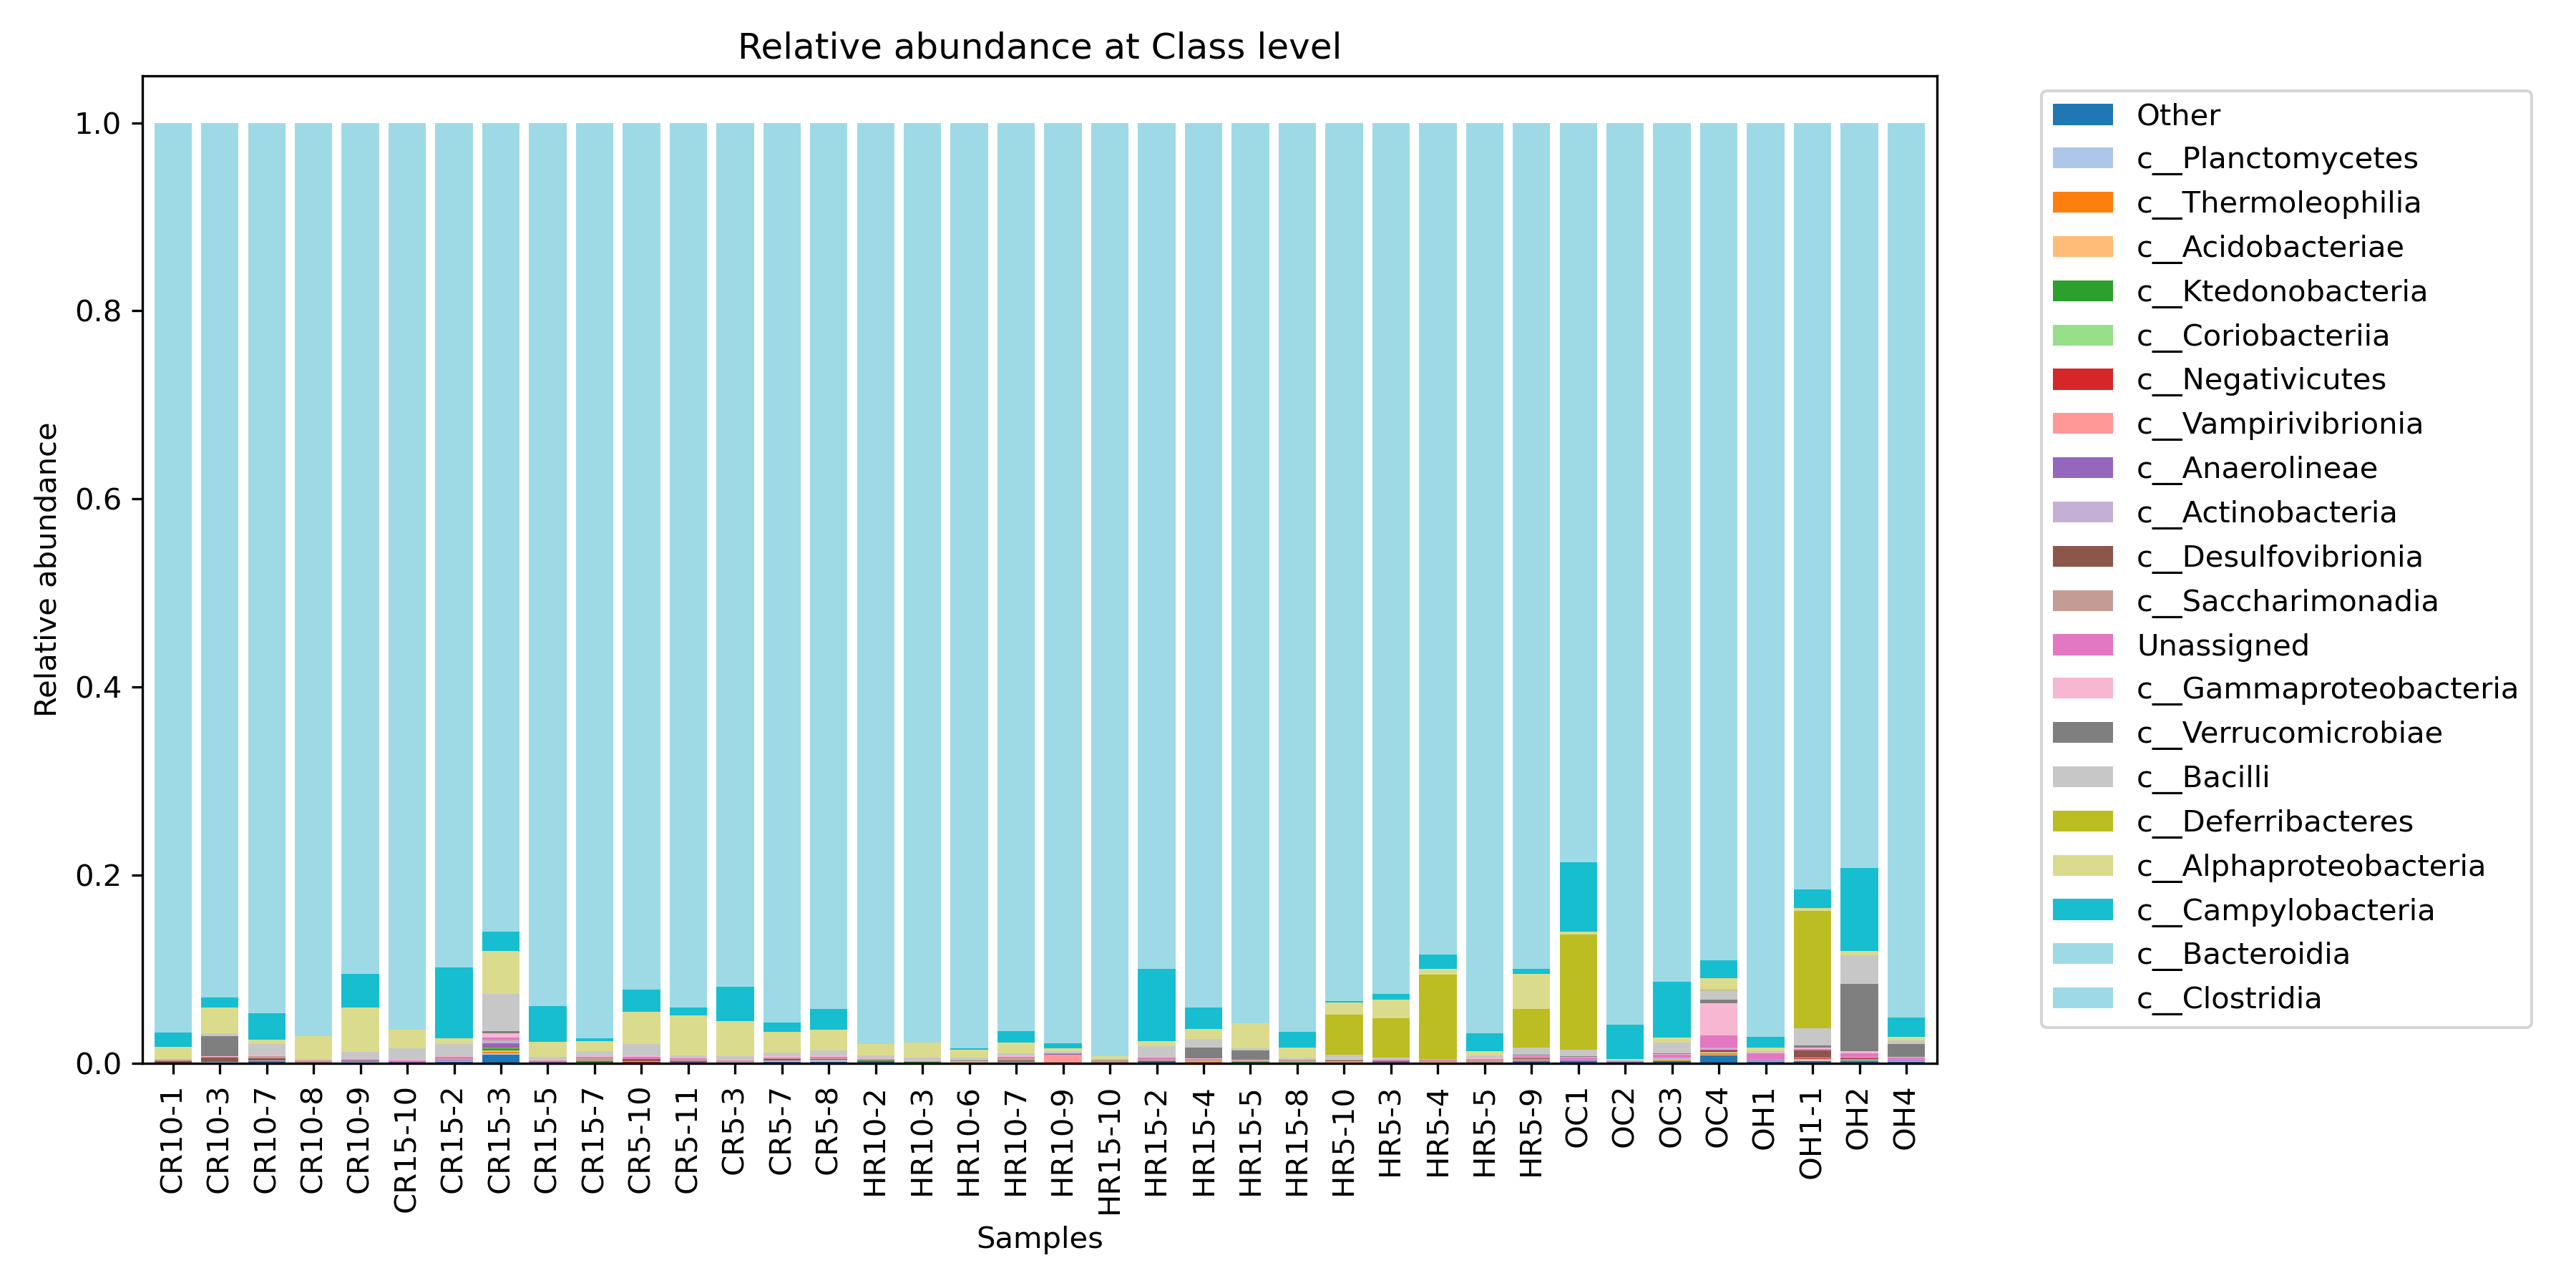 Relative abundance at Class level
Relative abundance
1.0
0.8
0.6
0.4
0.2
0.0
CR10-1
CR10-3
CR10-7
CR10-8
CR10-9
CR15-10
CR15-2
CR15-3
CR15-5
CR15-7
CR5-10
CR5-11
CR5-3
CR5-7
CR5-8
HR10-2
HR10-3
HR10-6
HR10-7
HR10-9
HR15-10
HR15-2
HR15-4
HR15-5
HR15-8
HR5-10
HR5-3
HR5-4
HR5-5
HR5-9
OC1
OC2
OC3
OC4
OH1
OH1-1
OH2
OH4
Samples
Other
c__Planctomycetes
c__Thermoleophilia
c__Acidobacteriae
c__Ktedonobacteria
c__Coriobacteriia
c__Negativicutes
c__Vampirivibrionia
c__Anaerolineae
c__Actinobacteria
c__Desulfovibrionia
c__Saccharimonadia
Unassigned
c__Gammaproteobacteria
c__Verrucomicrobiae
c__Bacilli
c__Deferribacteres
c__Alphaproteobacteria
c__Campylobacteria
c__Bacteroidia
c__Clostridia